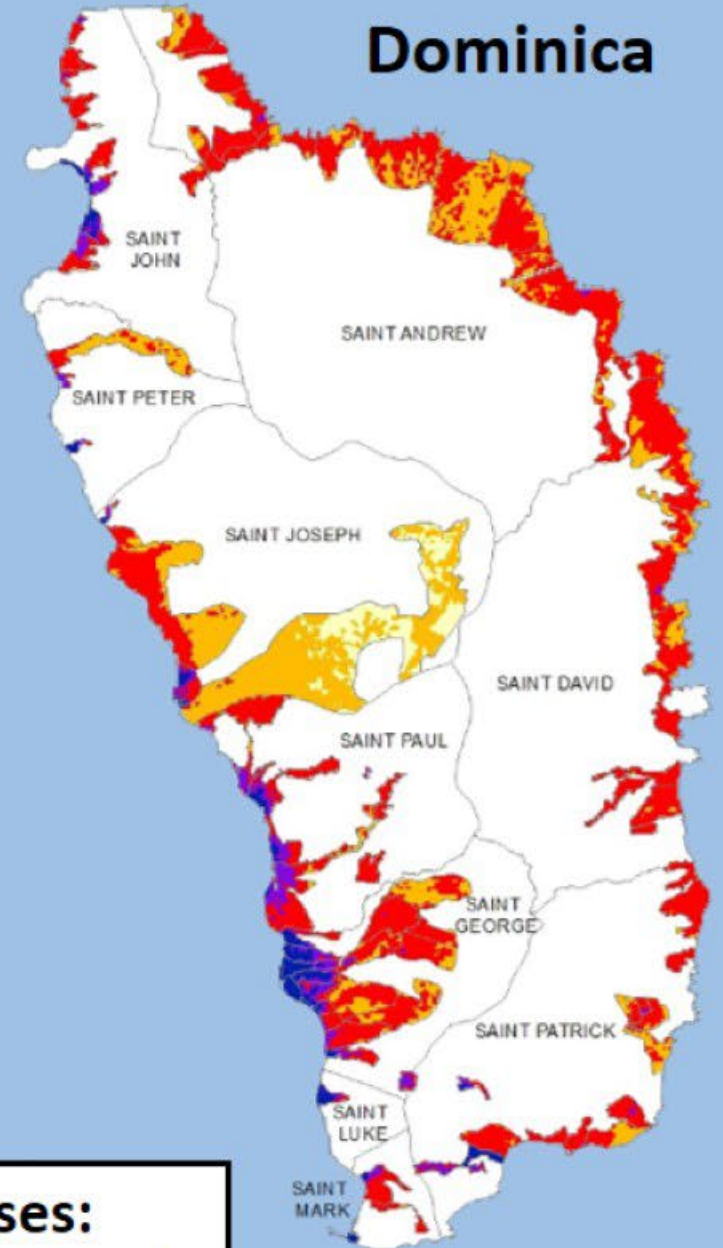 Dominica
SAINT
JOHN
SAINT ANDREW
SAINT PETER
SAINT JOSEPH
SAINT DAVID
SAINT PAUL
SAINT
GEORGE
SAINT PATRICK
SAINT
LUKE
SAINT
MARK
ses: